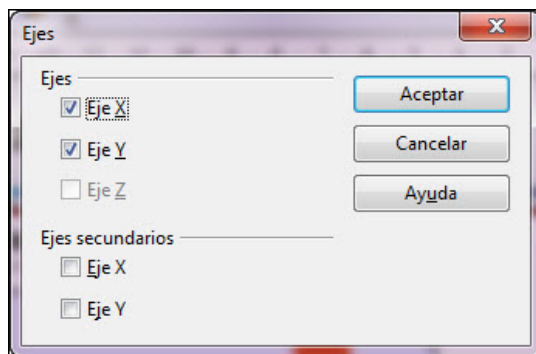 Ejes
Ejes
Eje X
Eje Y
Eje Z
Ejes secundarios
Eje X
Eje Y
Aceptar
Cancelar
Ayuda